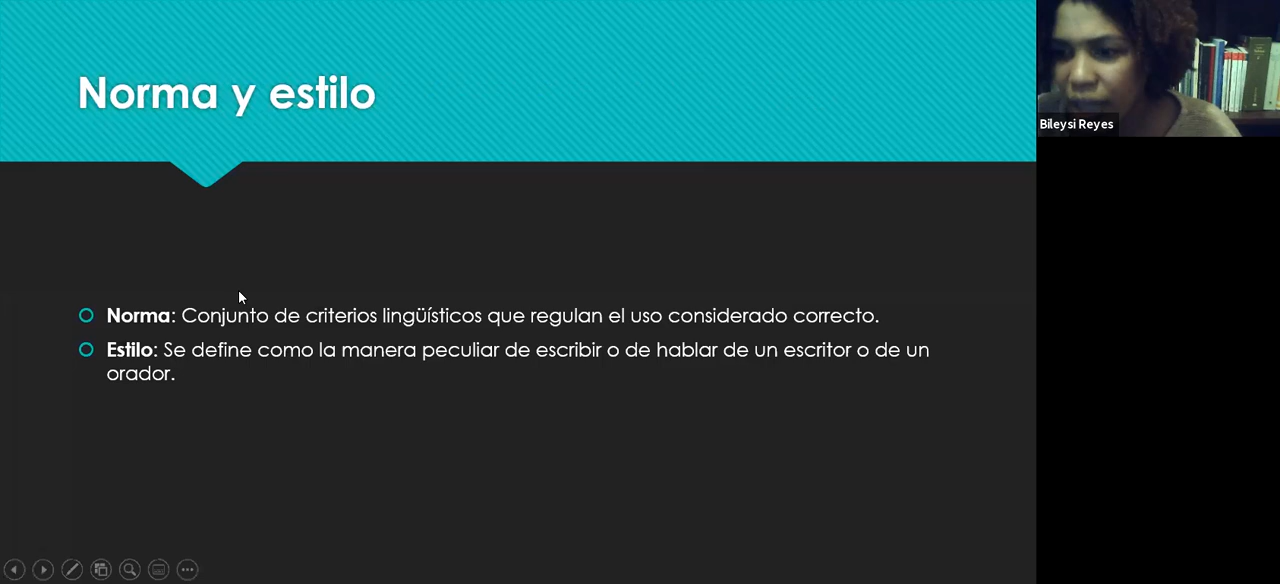 Norma y estilo
Bileysi Reyes
Norma: Conjunto de criterios lingüísticos que regulan el uso considerado correcto.
Estilo: Se define como la manera peculiar de escribir o de hablar de un escritor o de un
orador.